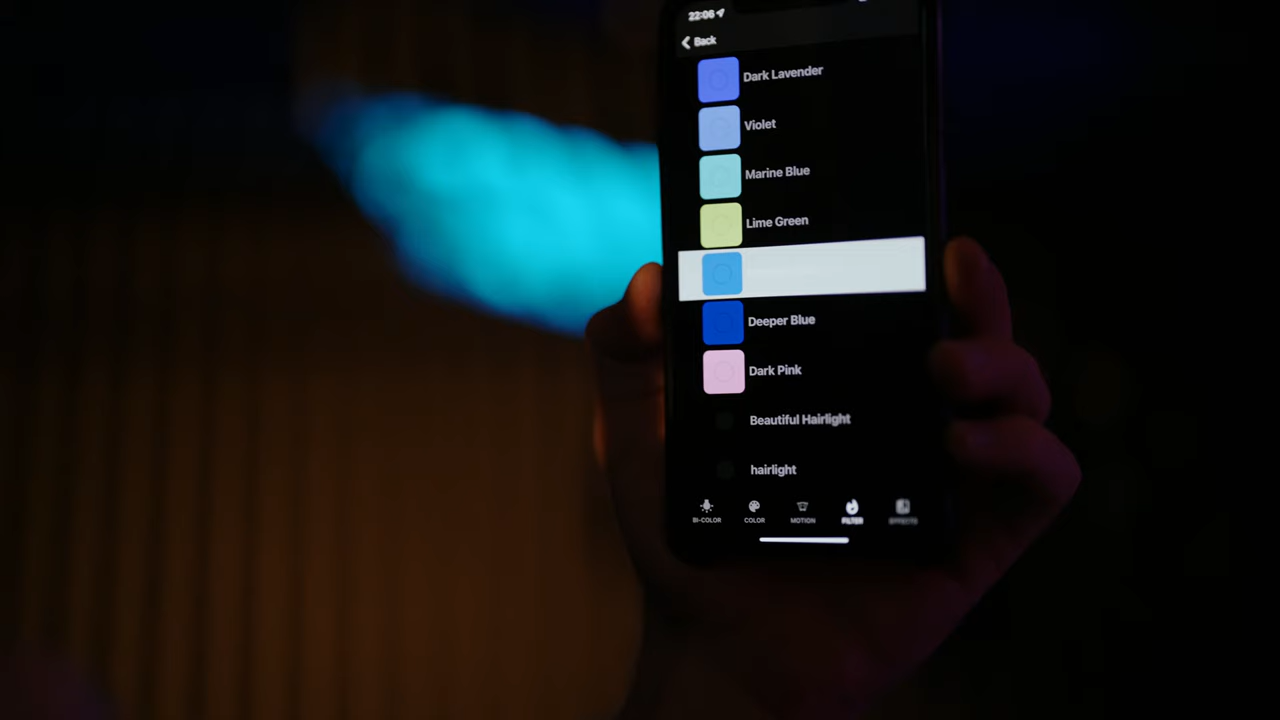 22:06
Back
Dark Lavender
Violet
Marine Blue
Lime Green
Deeper Blue
Dark Pink
Beautiful Hairlight
hairlight
BI-COLOR COLOR MOTION FILTER EFFECTS